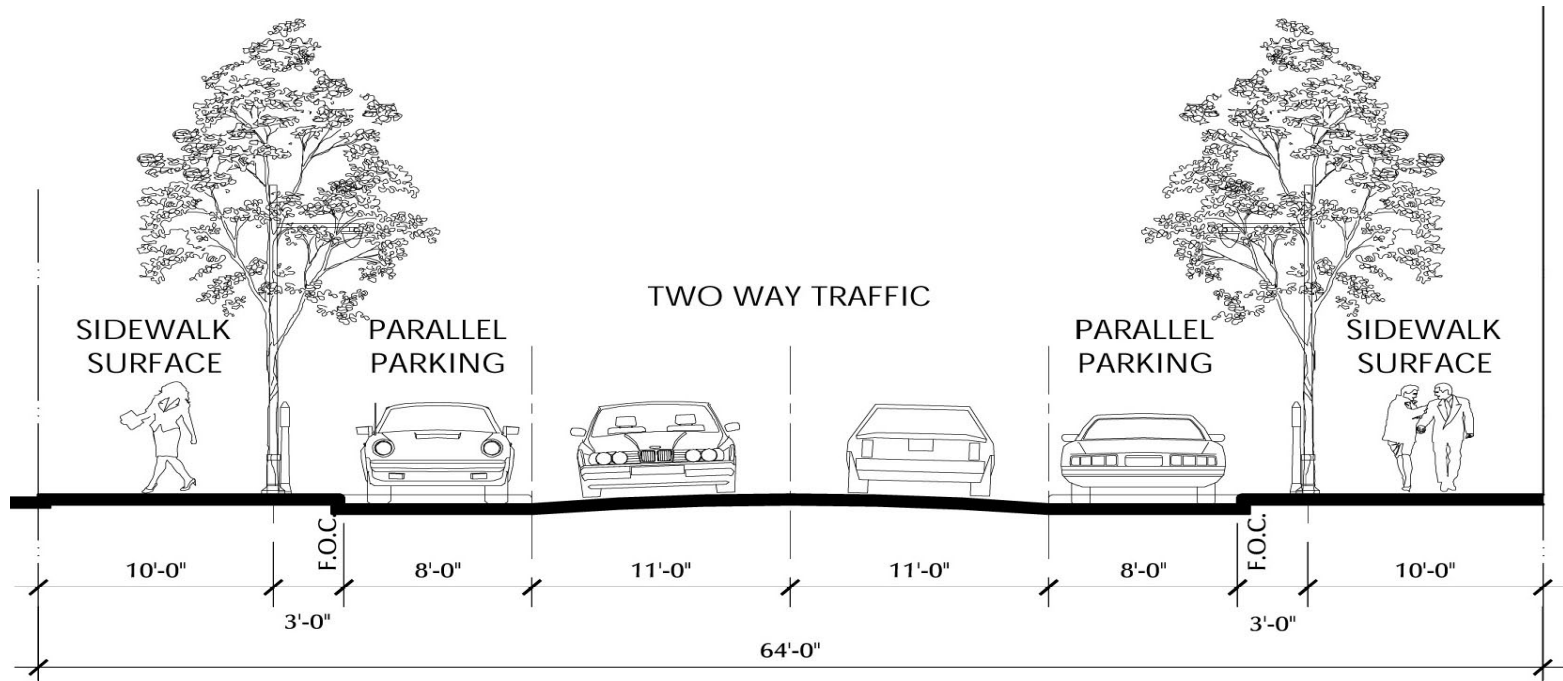 TWO WAY TRAFFIC
SIDEWALK
SURFACE
PARALLEL
PARKING
PARALLEL
PARKING
SIDEWALK
SURFACE
F.O.C.
F.O.C.
10'-0"
8'-0"
11'-0"
11'-0"
8'-0"
10'-0"
3'-0"
3'-0"
64'-0"